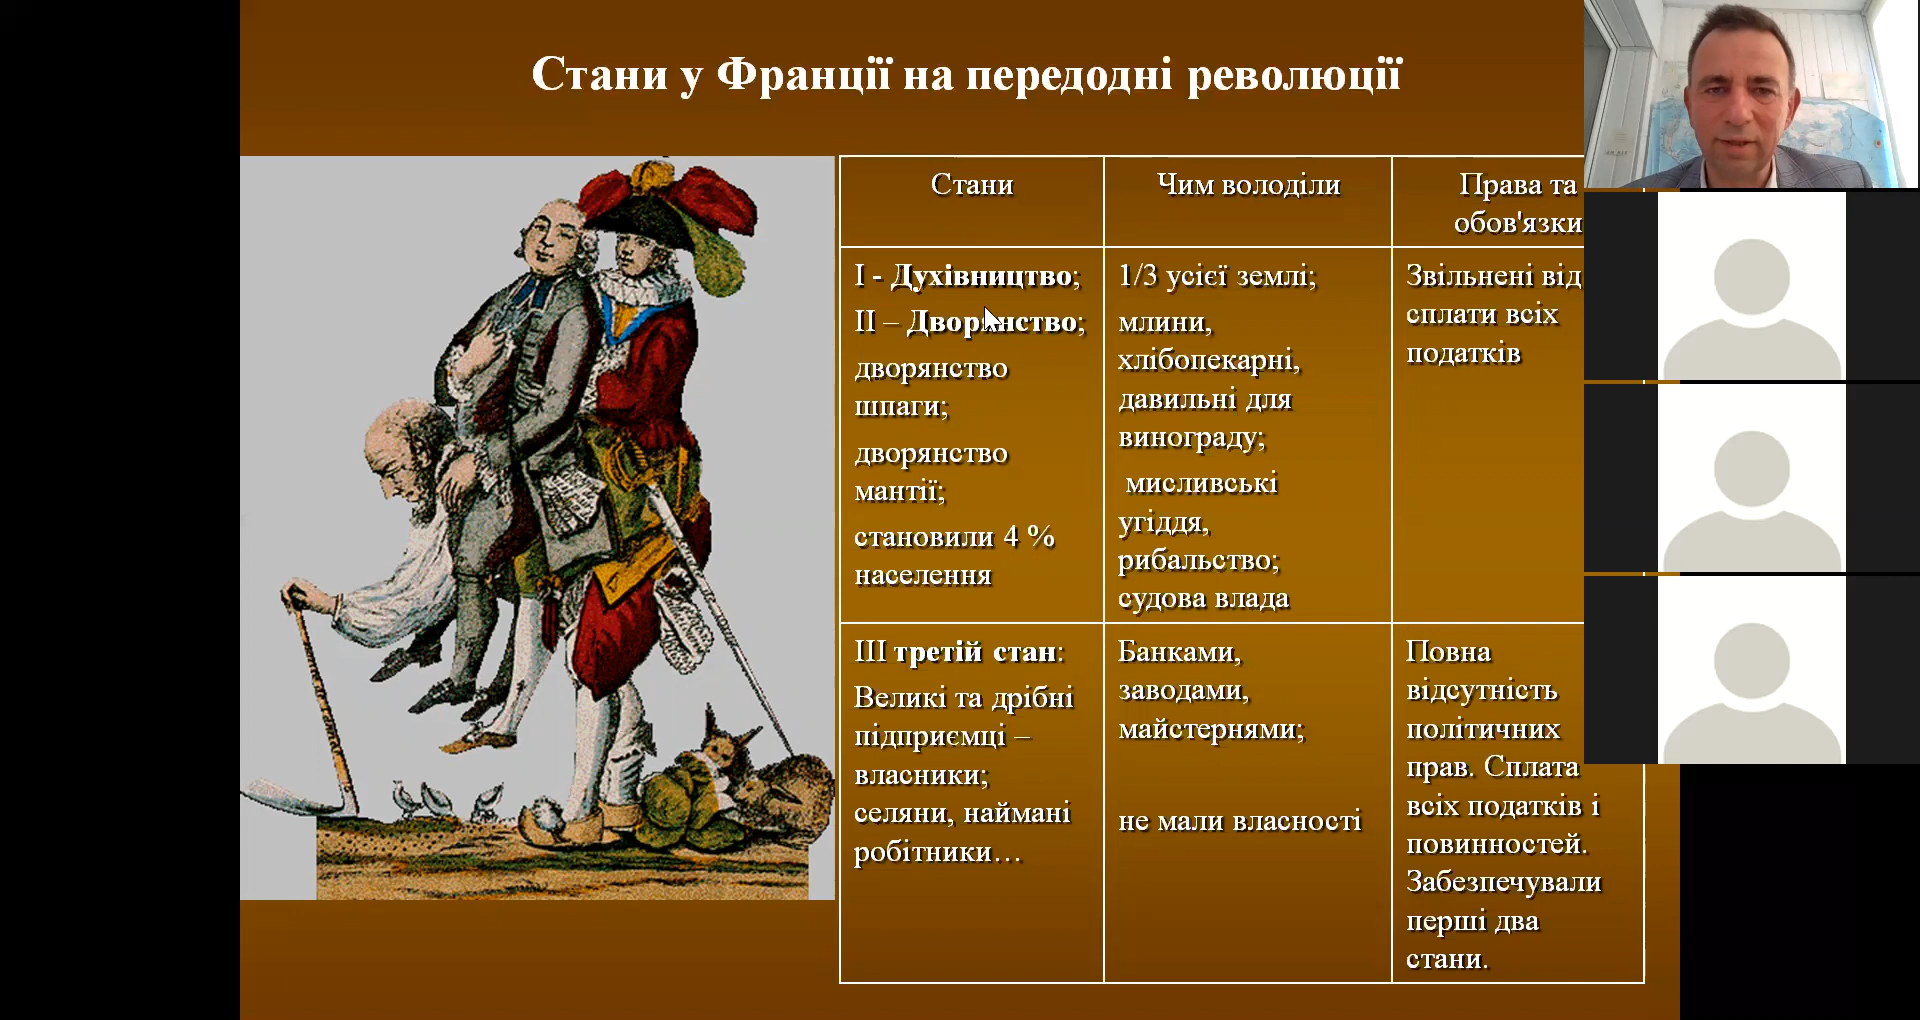 Стани у Франції на передодні революції
Стани
Чим володіли
Права та
обов'язки
I - Духівництво;
II – Дворянство;
дворянство
шпаги;
дворянство
мантії;
становили 4 %
населення
1/3 усієї землі;
млини,
хлібопекарні,
давильні для
винограду;
мисливські
угіддя,
рибальство;
судова влада
Звільнені від
сплати всіх
податків
III третій стан:
Великі та дрібні
підприємці –
власники;
селяни, наймані
робітники…
Банками,
заводами,
майстернями;
не мали власності
Повна
відсутність
політичних
прав. Сплата
всіх податків і
повинностей.
Забезпечували
перші два
стани.